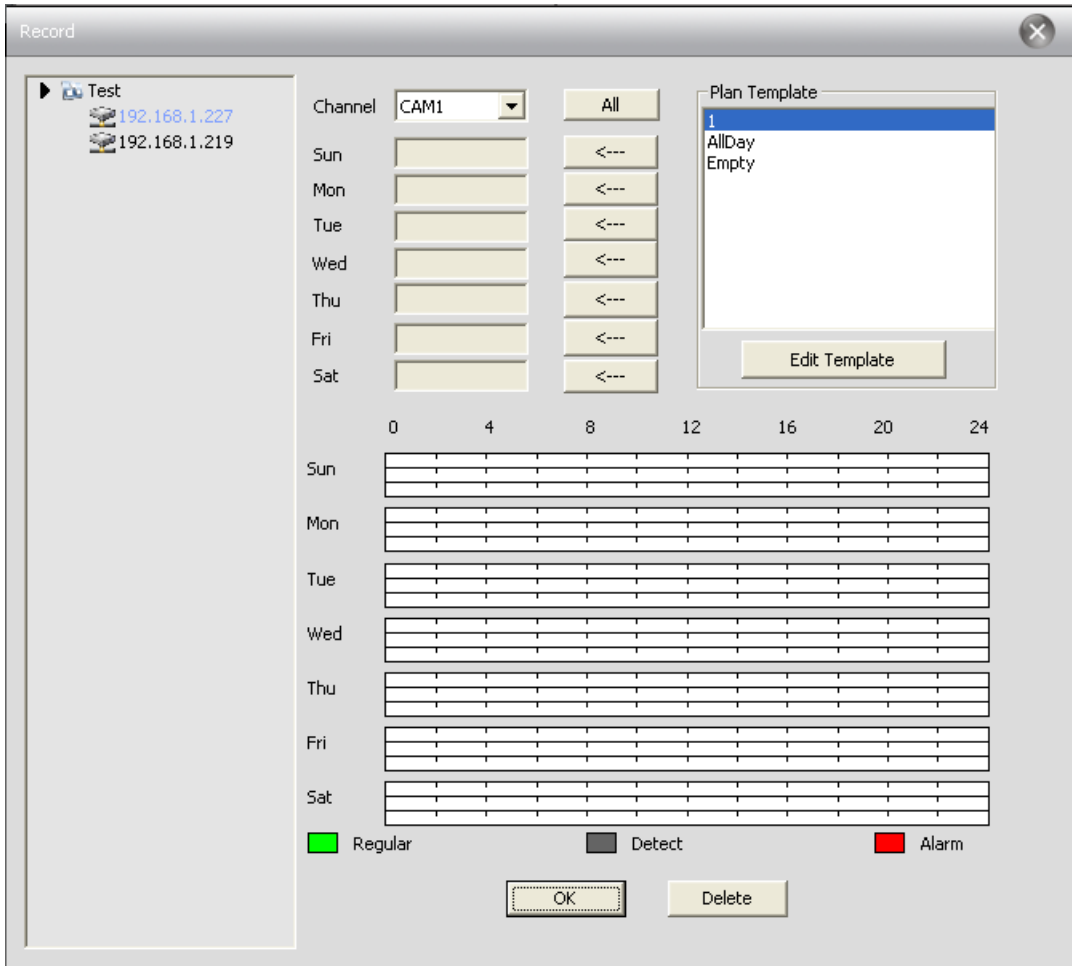 Record
Test
192.168.1.227
192.168.1.219
Channel CAM1 All
Sun <---
Mon <---
Tue <---
Wed <---
Thu <---
Fri <---
Sat <---
Plan Template
1
AllDay
Empty
Edit Template
0 4 8 12 16 20 24
Sun
Mon
Tue
Wed
Thu
Fri
Sat
Regular Detect Alarm
OK Delete